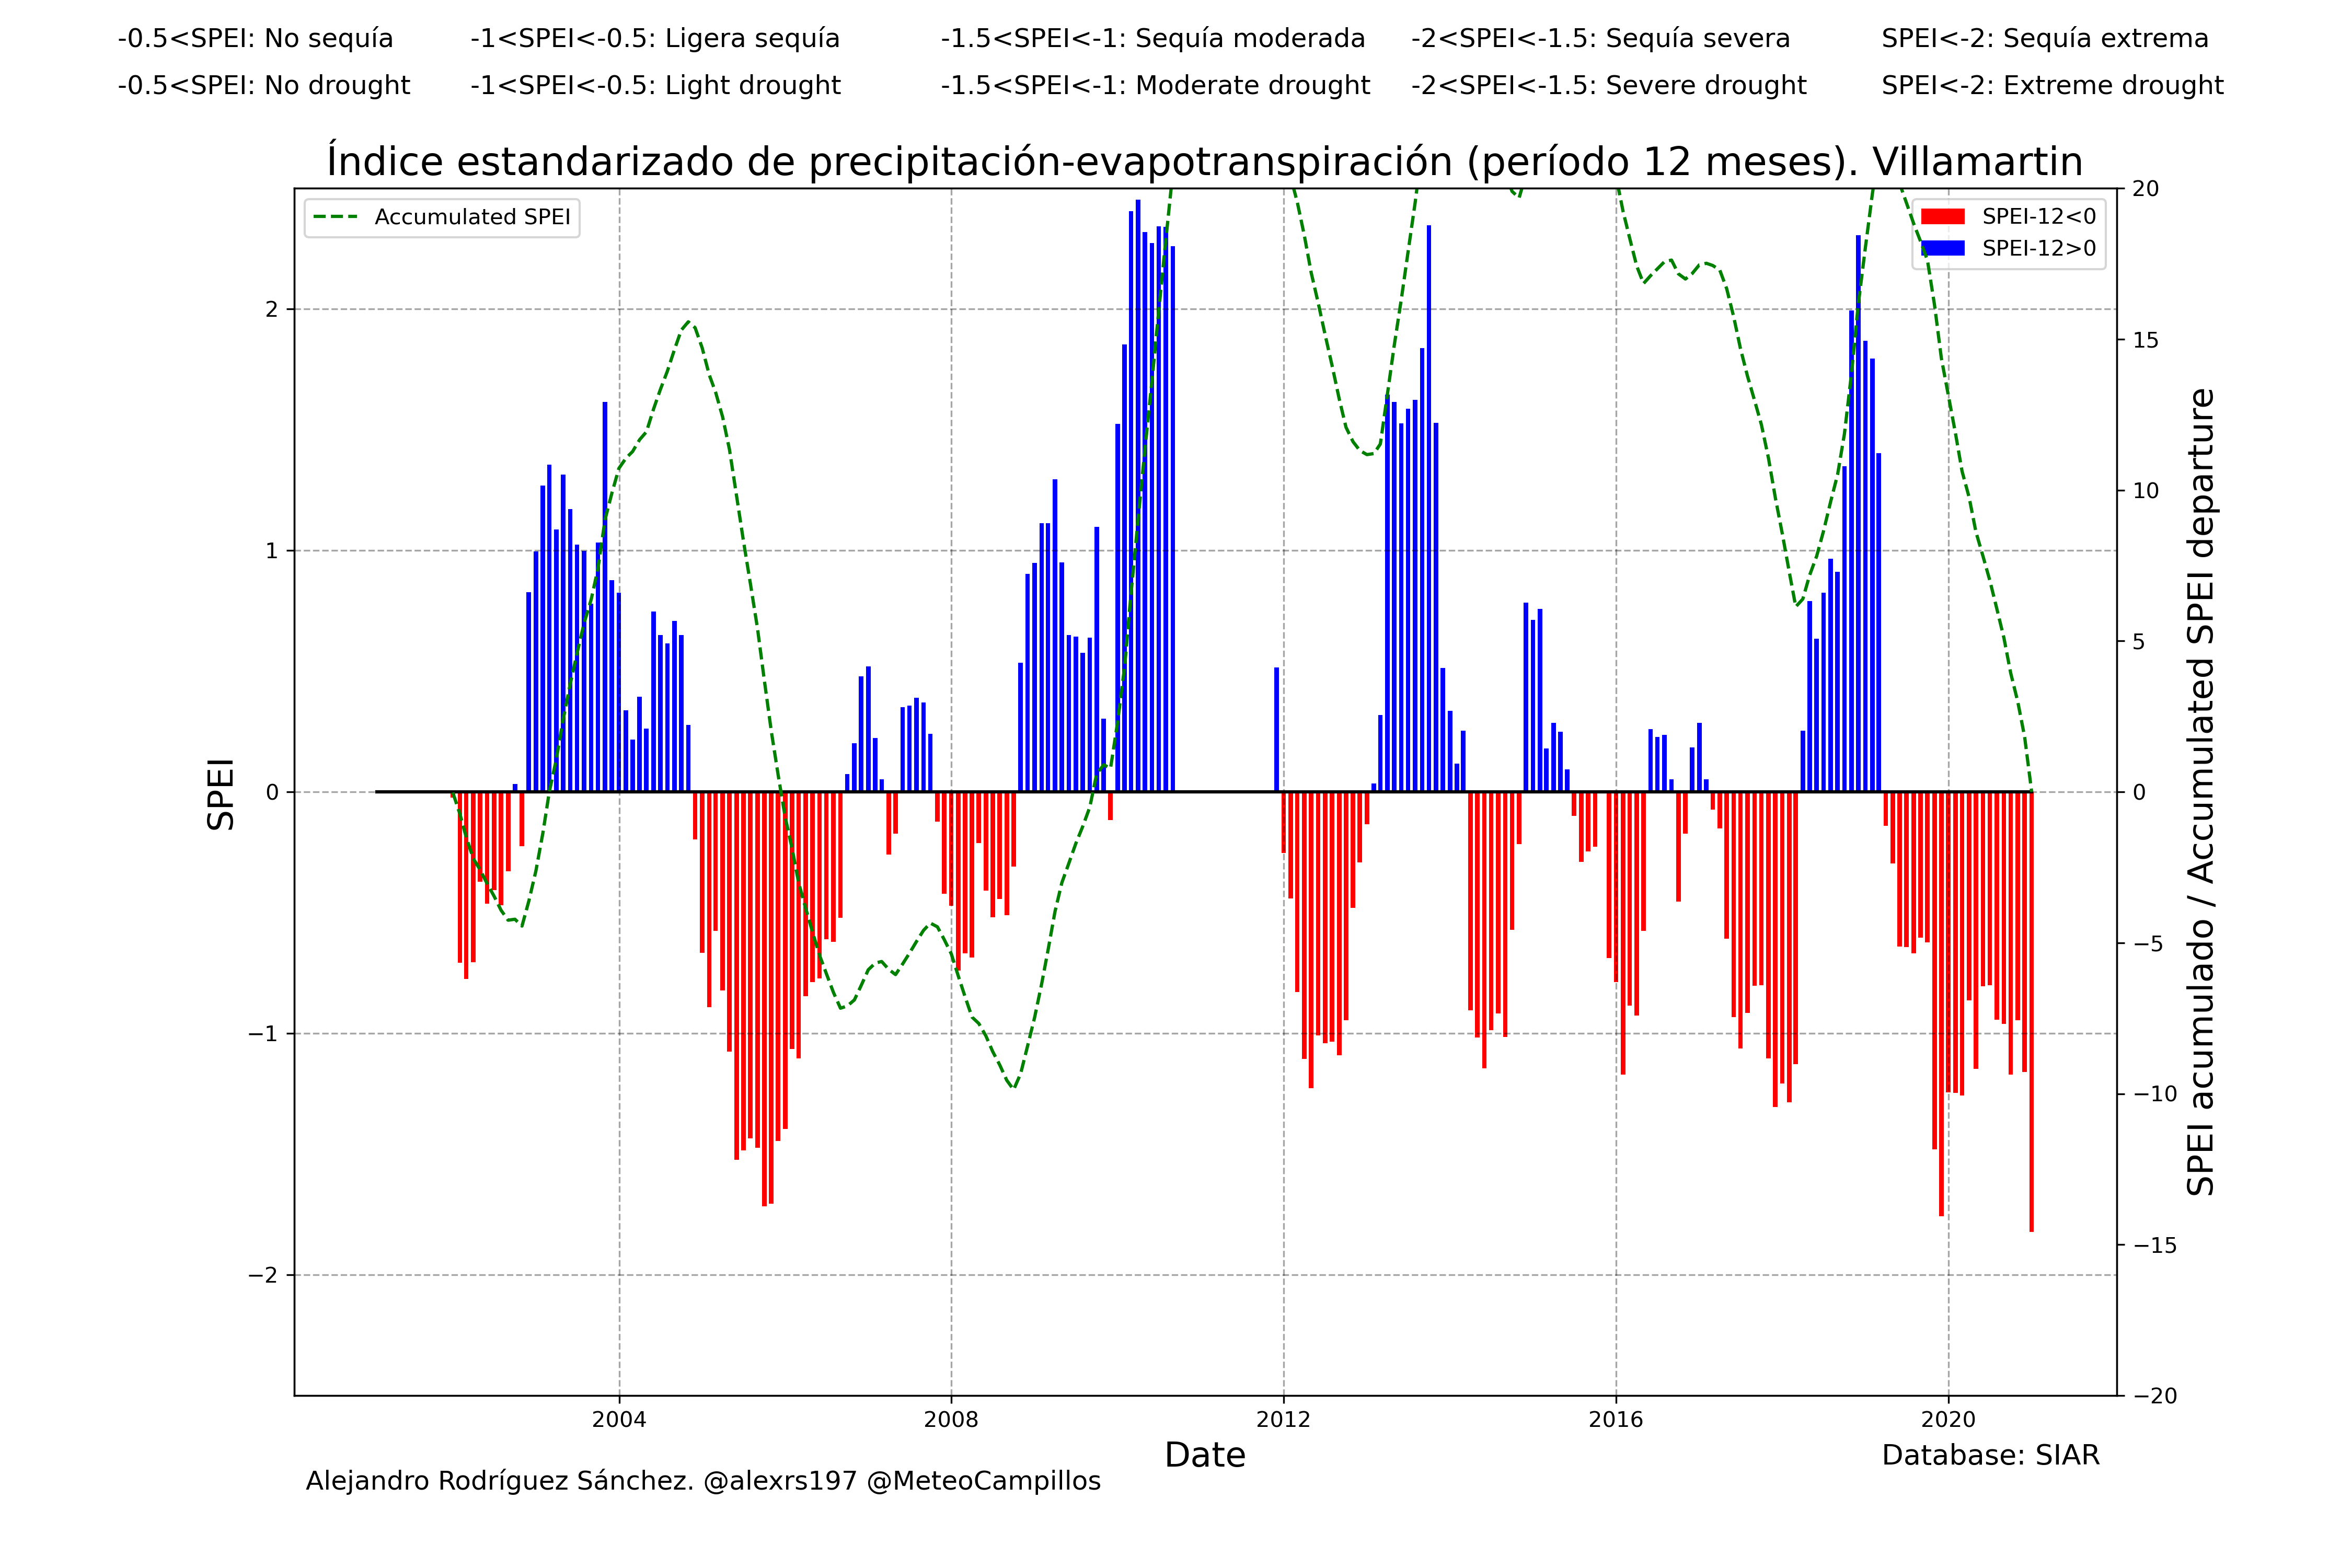 -0.5<SPEI: No sequía
-1<SPEI<-0.5: Ligera sequía
-1.5<SPEI<-1: Sequía moderada
-2<SPEI<-1.5: Sequía severa
SPEI<-2: Sequía extrema
-0.5<SPEI: No drought
-1<SPEI<-0.5: Light drought
-1.5<SPEI<-1: Moderate drought
-2<SPEI<-1.5: Severe drought
SPEI<-2: Extreme drought
Índice estandarizado de precipitación-evapotranspiración (período 12 meses). Villamartin
Accumulated SPEI
SPEI-12<0
SPEI-12>0
SPEI
2
1
0
−1
−2
20
15
10
5
0
−5
−10
−15
−20
SPEI acumulado / Accumulated SPEI departure
2004
2008
2012
2016
2020
Date
Database: SIAR
Alejandro Rodríguez Sánchez. @alexrs197 @MeteoCampillos